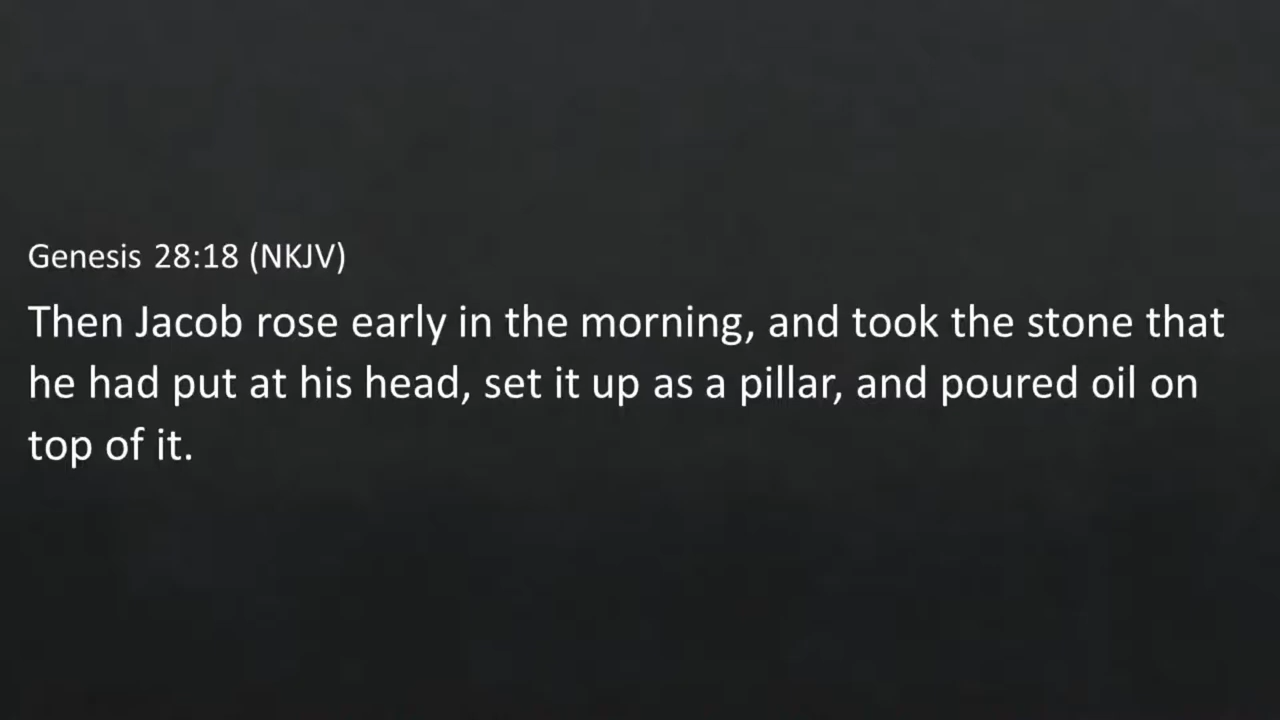 Genesis 28:18 (NKJV)
Then Jacob rose early in the morning, and took the stone that
he had put at his head, set it up as a pillar, and poured oil on
top of it.